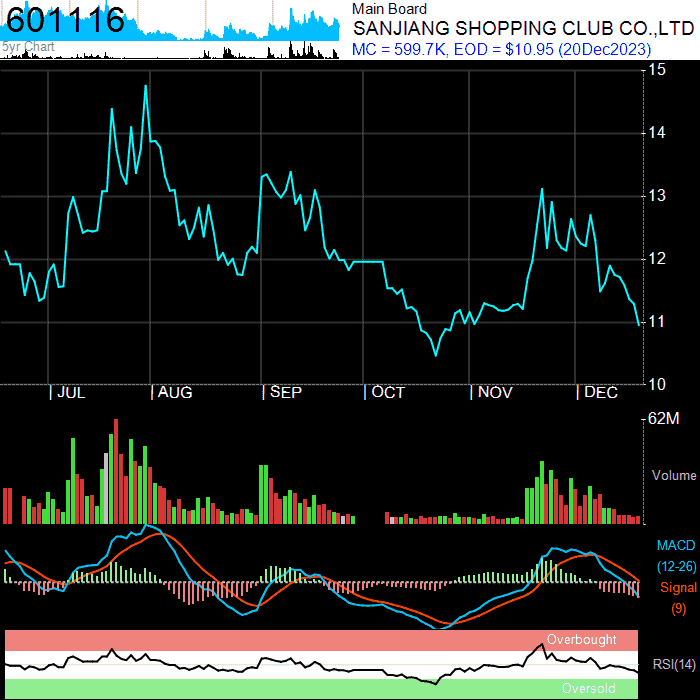 601116
5yr Chart
Main Board
SANJIANG SHOPPING CLUB CO.,LTD
MC = 599.7K, EOD = $10.95 (20Dec2023)
15
14
13
12
11
10
JUL
AUG
SEP
OCT
NOV
DEC
62M
Volume
MACD
(12-26)
Signal
(9)
Overbought
RSI(14)
Oversold